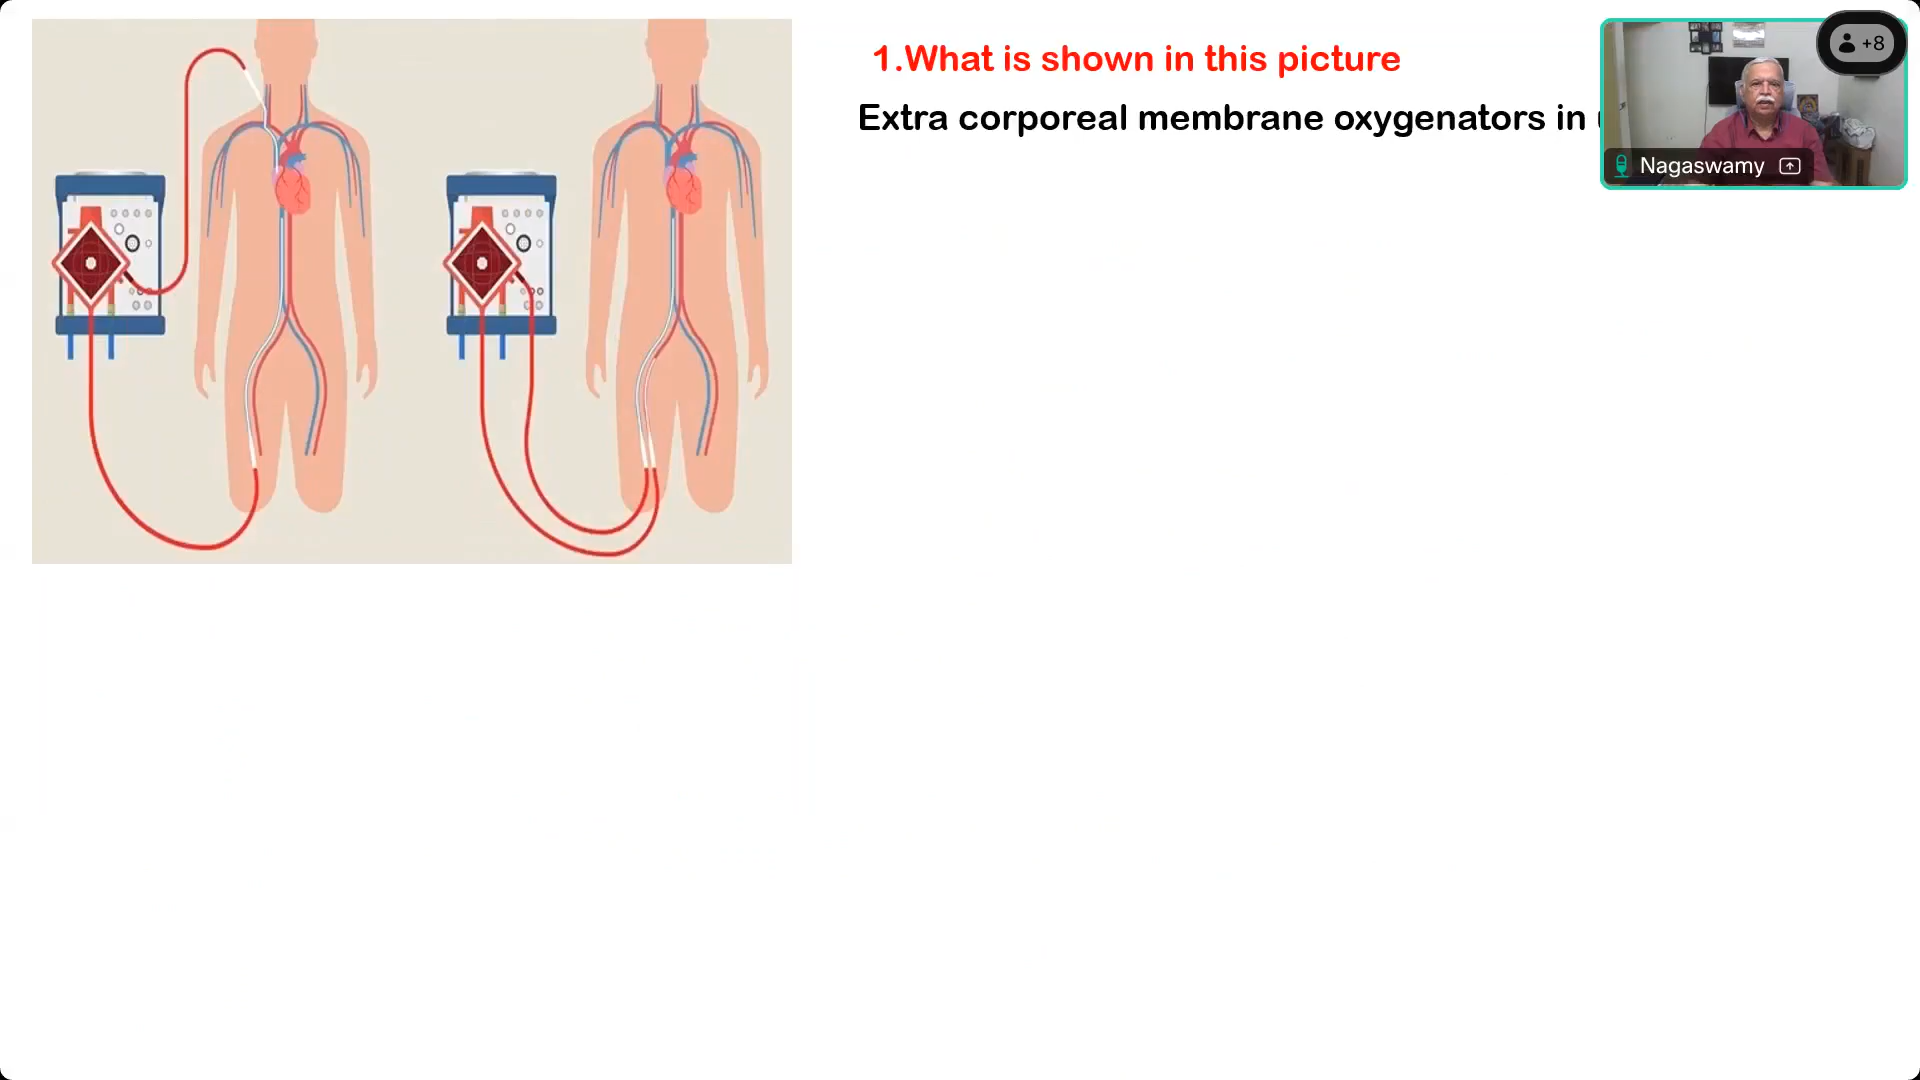 1.What is shown in this picture
Extra corporeal membrane oxygenators in
+8
Nagaswamy